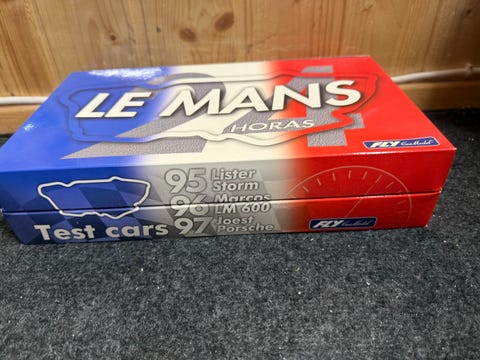 LE MANS
HORAS
FLY Car Model
95 Lister
Storm
96 Marcos
LM 600
Test cars 97 Joest
Porsche
FLY Car Model